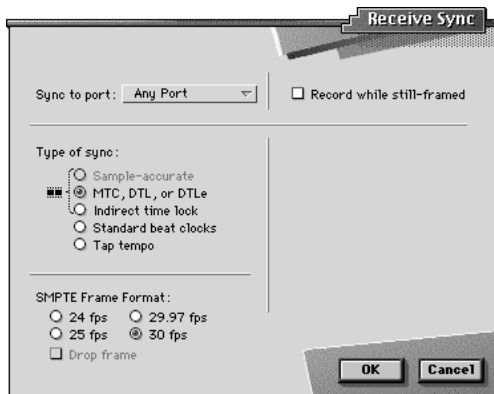 Receive Sync
Sync to port: Any Port
Record while still-framed
Type of sync:
Sample-accurate
MTC, DTL, or DTLe
Indirect time lock
Standard beat clocks
Tap tempo
SMPTE Frame Format:
24 fps 29.97 fps
25 fps 30 fps
Drop frame
OK Cancel